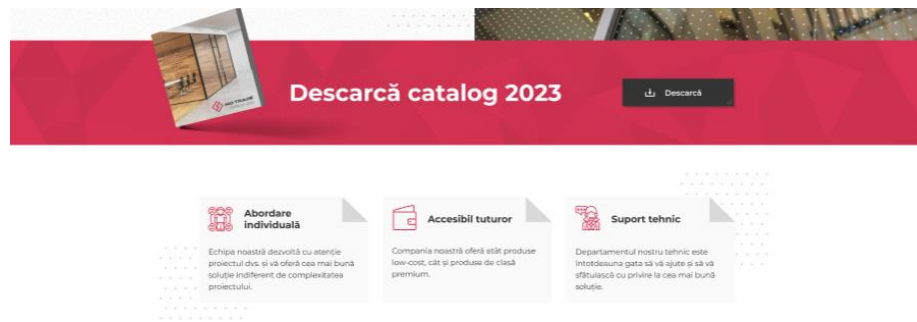 Descarcă catalog 2023
Descarcă
Abordare
individuală
Echipa noastră dezvoltă cu atenție
proiectul dvs. și vă oferă cea mai bună
soluție indiferent de complexitatea
proiectului.
Accesibil tuturor
Compania noastră oferă atât produse
low-cost, cât și produse de clasă
premium.
Suport tehnic
Departamentul nostru tehnic este
întotdeauna gata să vă ajute și să vă
sfătuiască cu privire la cea mai bună
soluție.